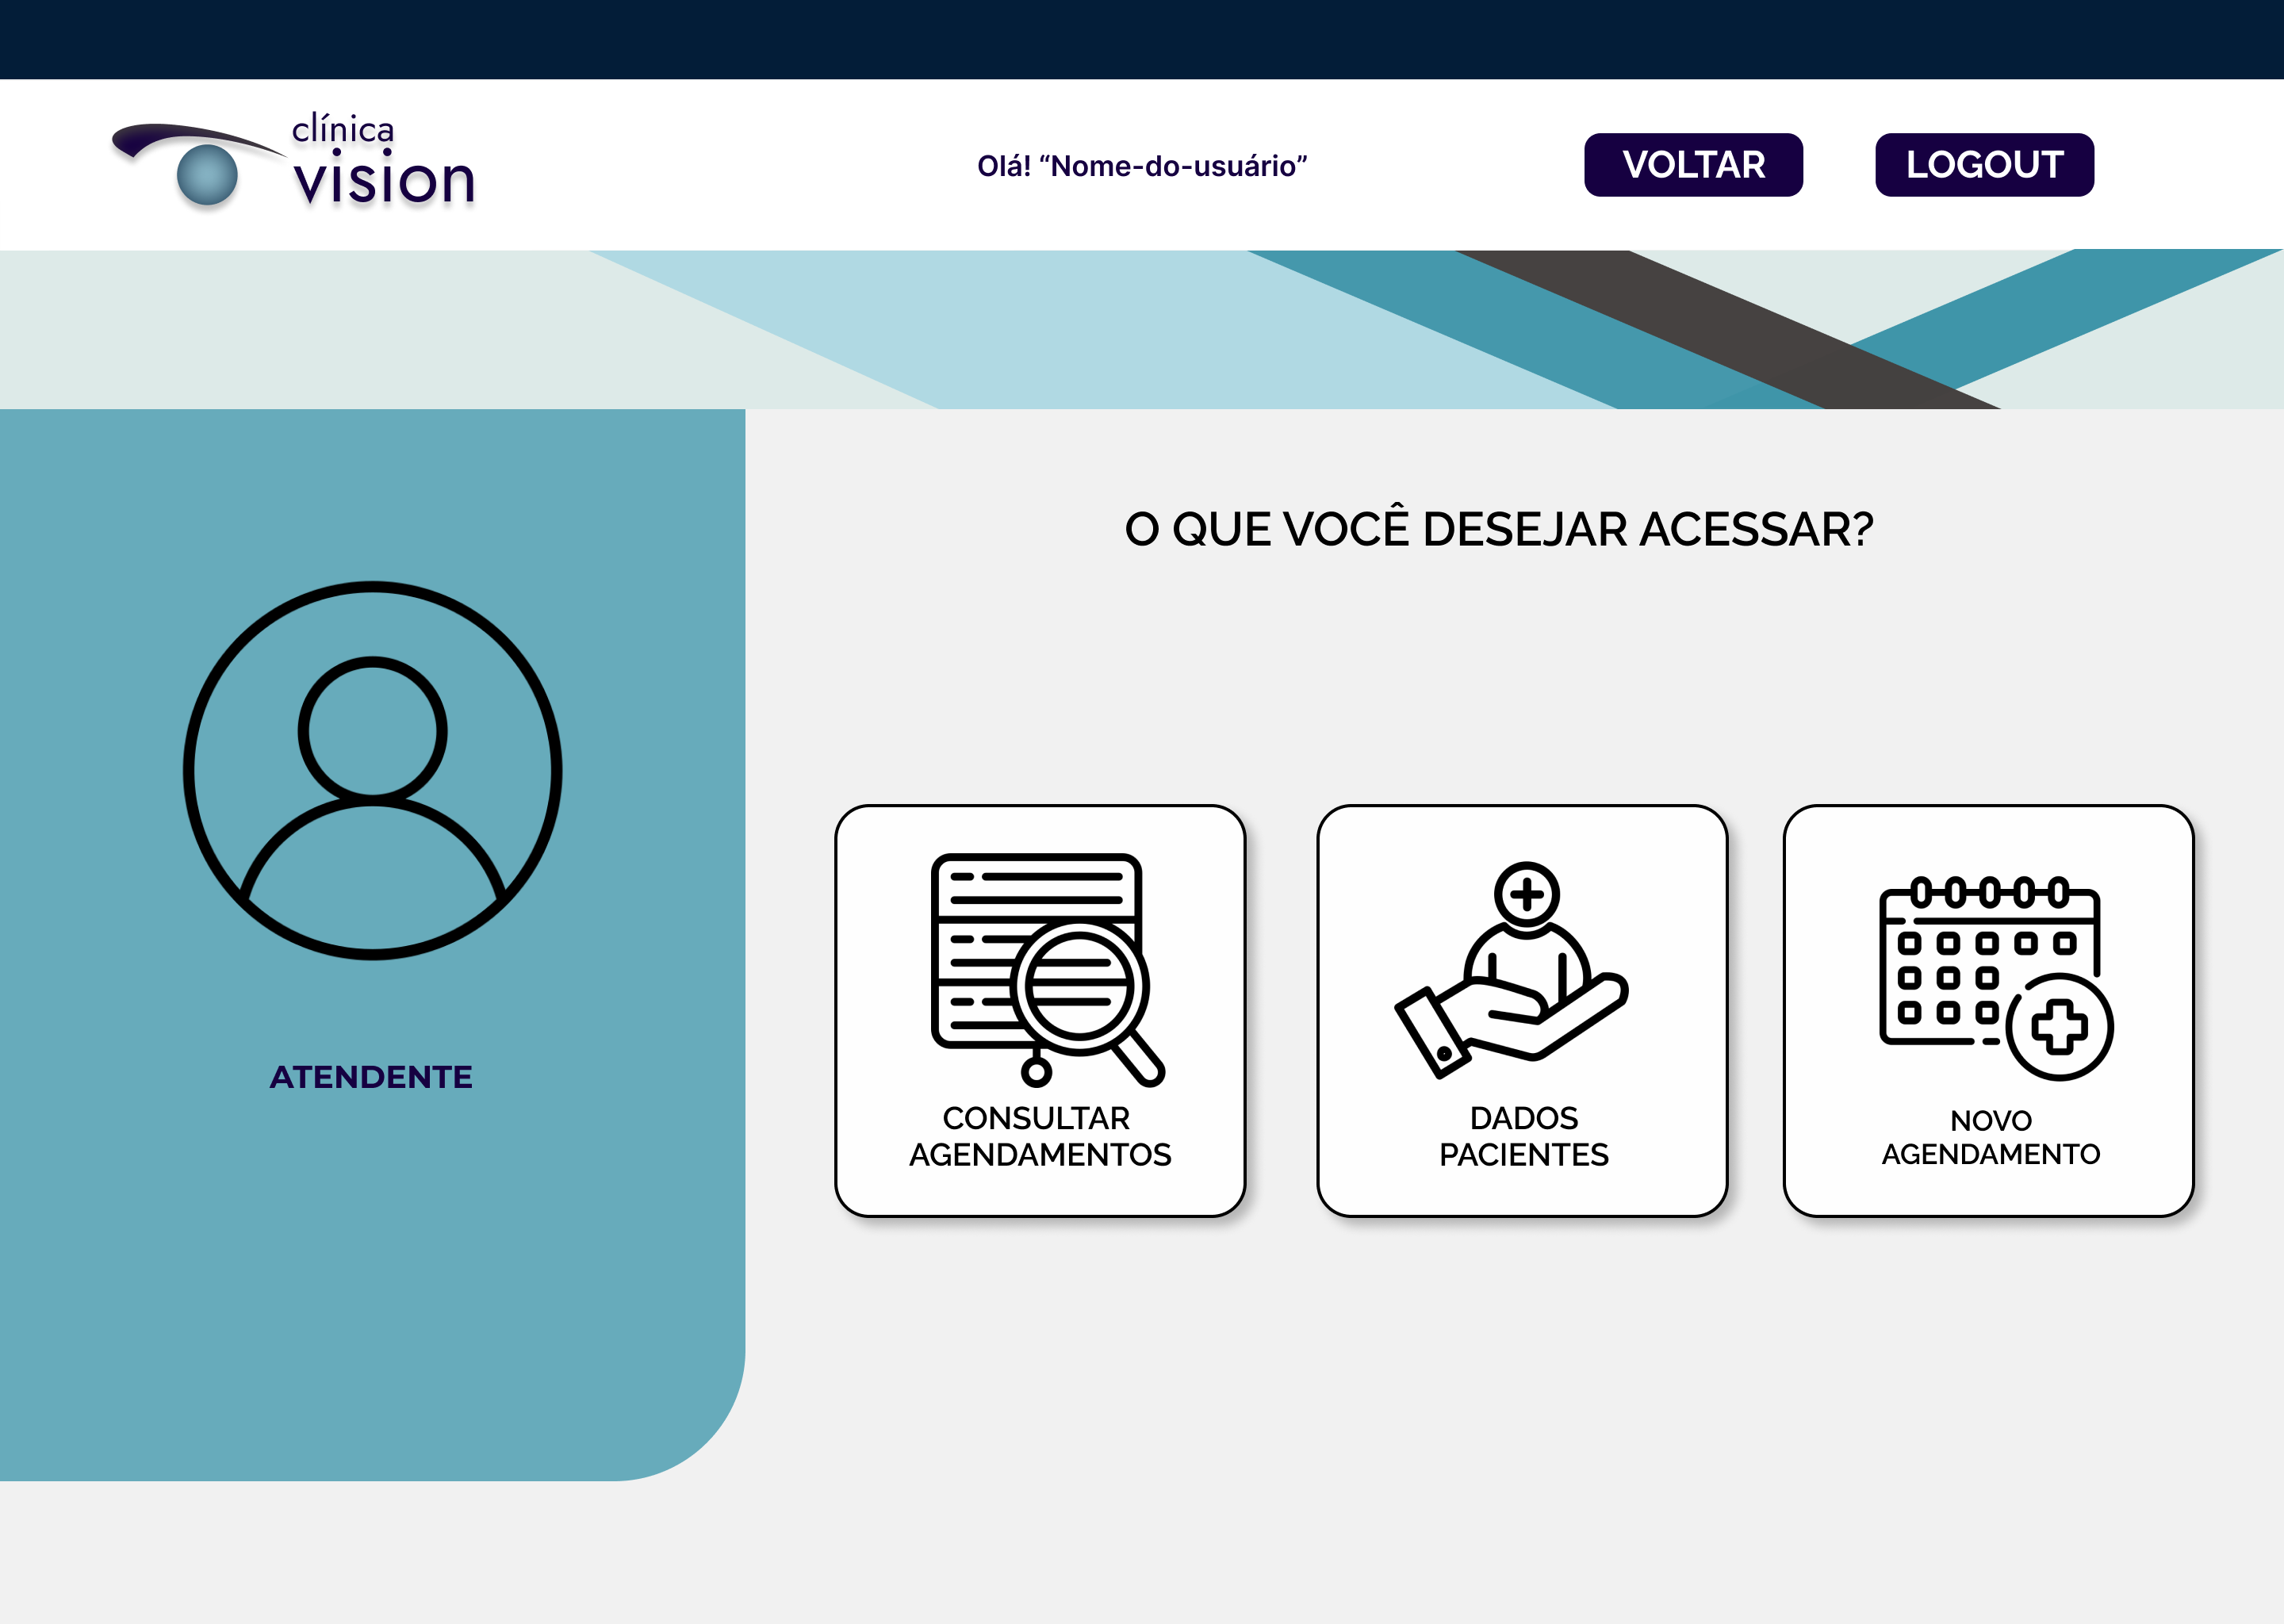 clínica
vision
Olá! “Nome-do-usuário”
VOLTAR
LOGOUT
O QUE VOCÊ DESEJAR ACESSAR?
ATENDENTE
CONSULTAR
AGENDAMENTOS
DADOS
PACIENTES
NOVO
AGENDAMENTO